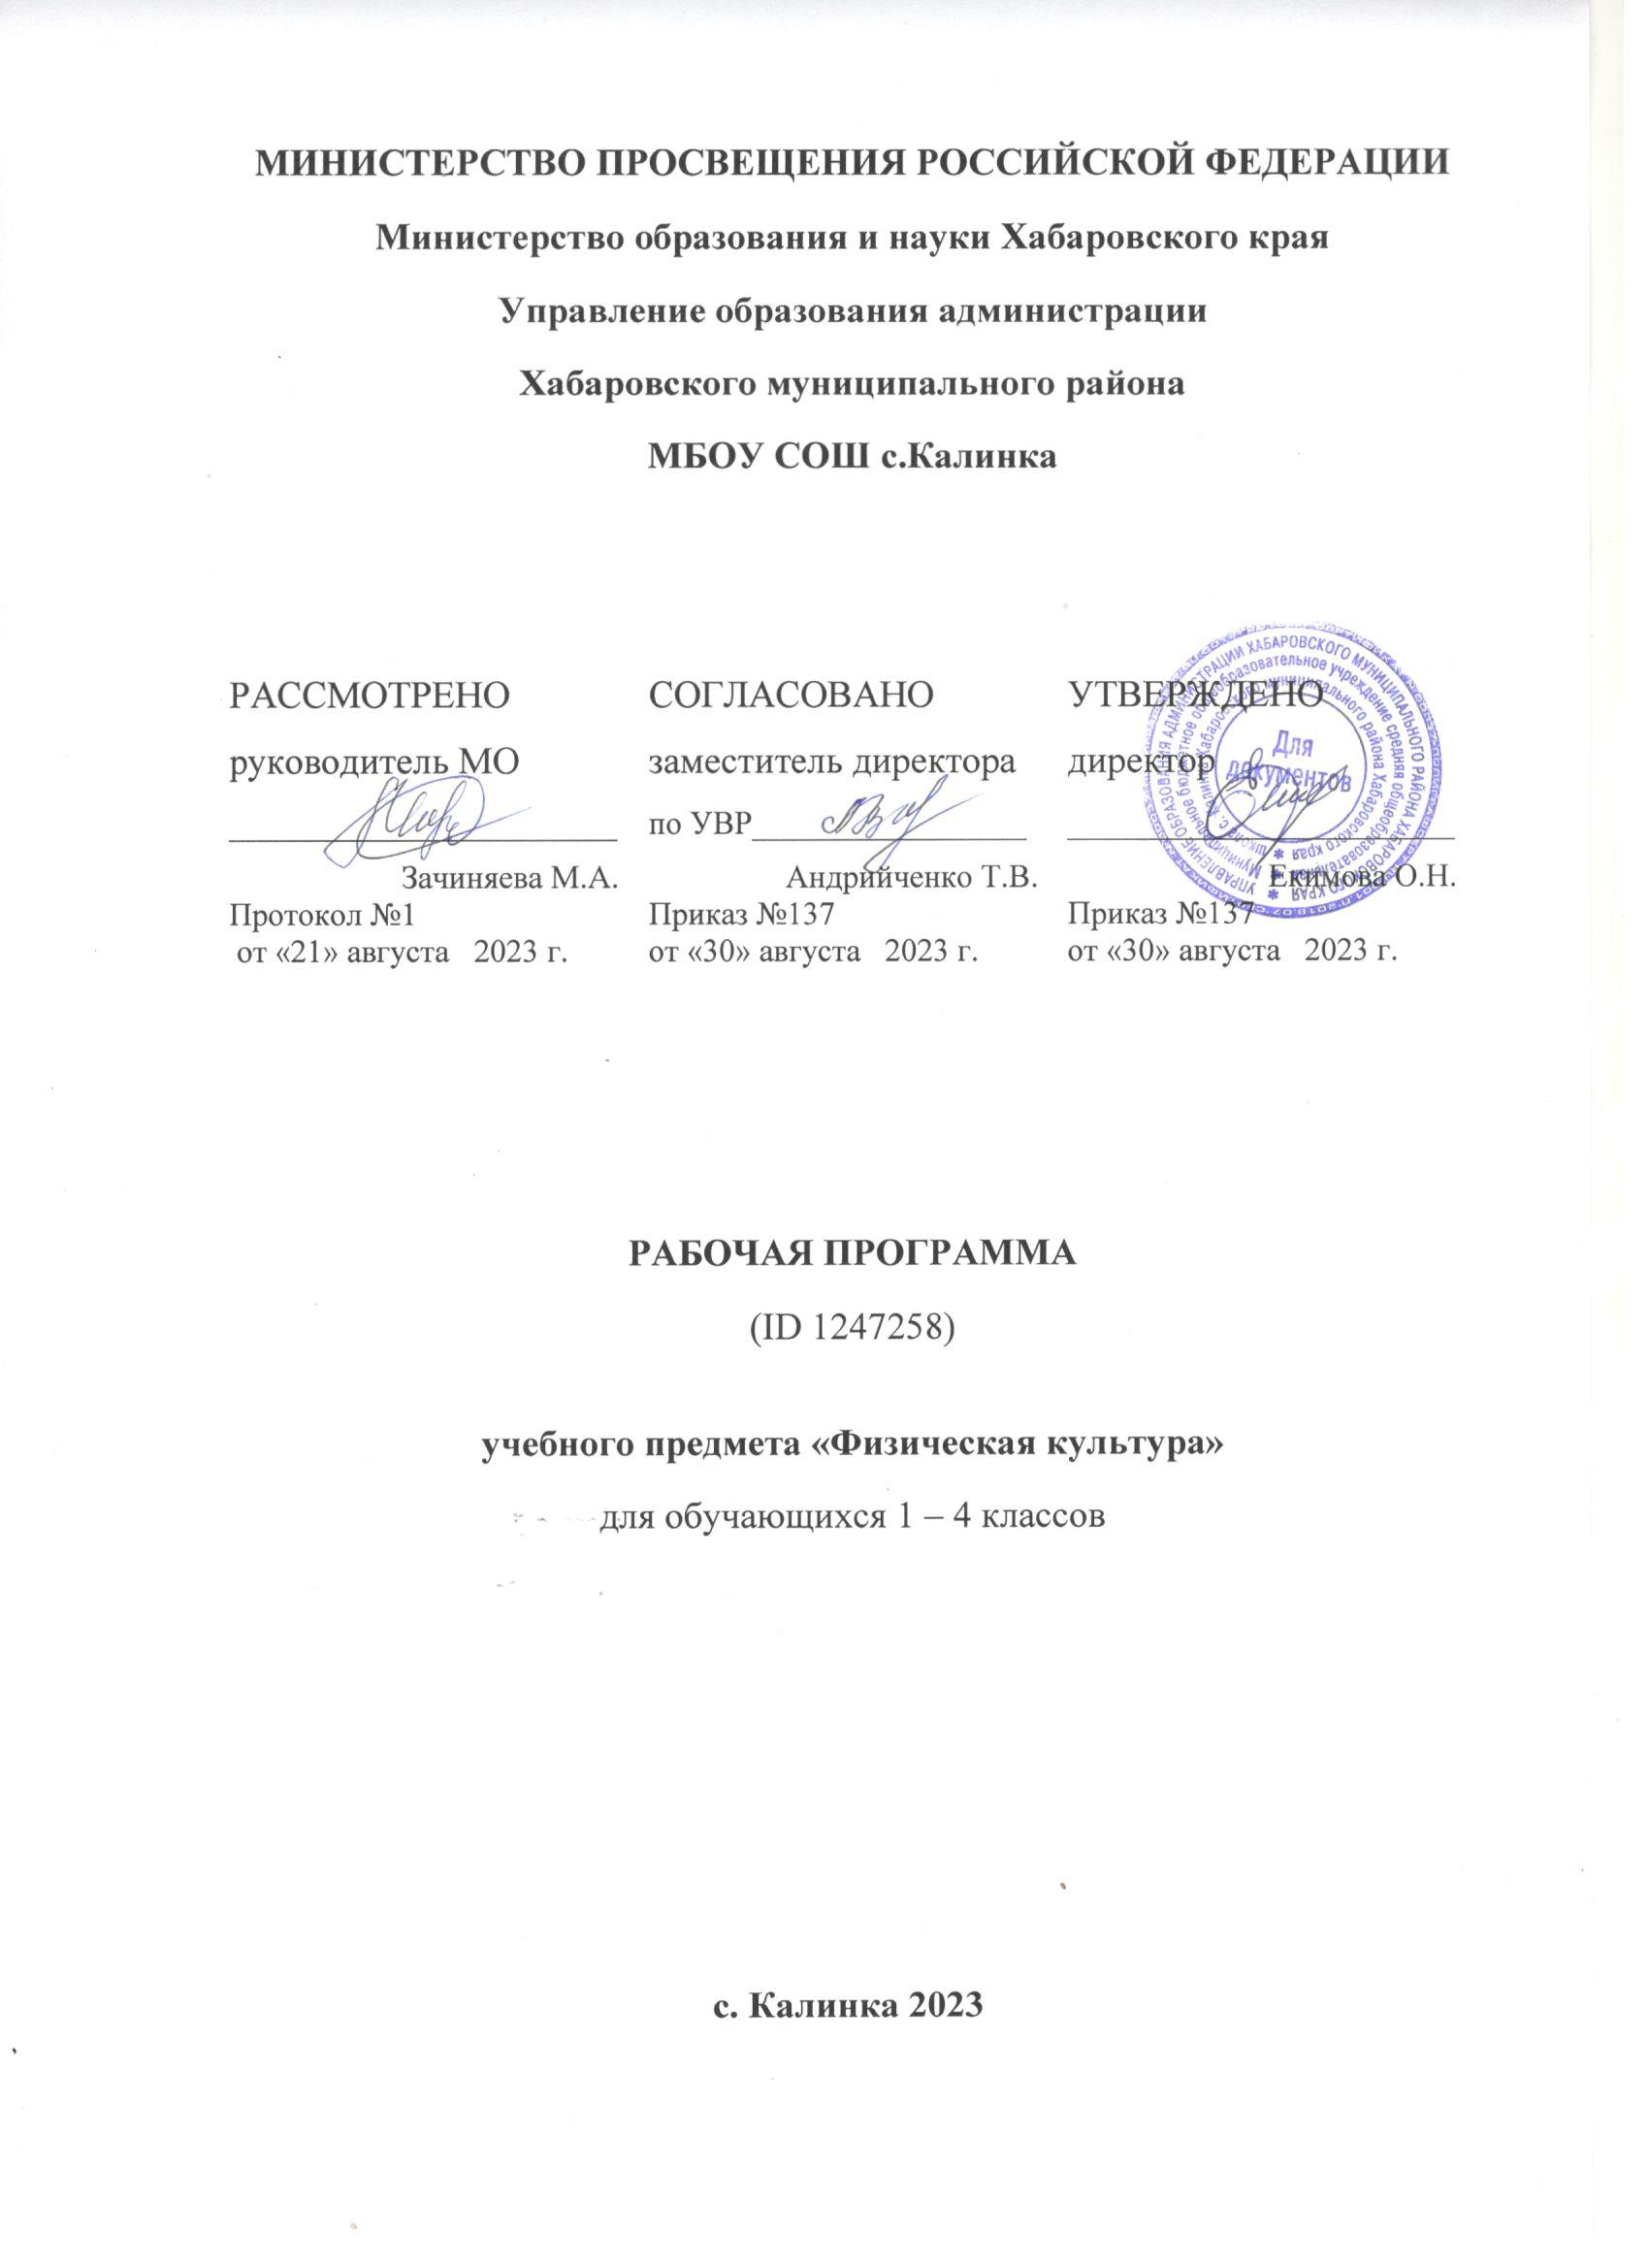 МИНИСТЕРСТВО ПРОСВЕЩЕНИЯ РОССИЙСКОЙ ФЕДЕРАЦИИ
Министерство образования и науки Хабаровского края
Управление образования администрации
Хабаровского муниципального района
МБОУ СОШ с.Калинка
РАССМОТРЕНО
руководитель МО
Зачиняева М.А.
Протокол №1
от «21» августа 2023 г.
СОГЛАСОВАНО
заместитель директора
по УВР
Андрийченко Т.В.
Приказ №137
от «30» августа 2023 г.
УТВЕРЖДЕНО
директор
Екимова О.Н.
Приказ №137
от «30» августа 2023 г.
Для
документов
РАБОЧАЯ ПРОГРАММА
(ID 1247258)
учебного предмета «Физическая культура»
для обучающихся 1 – 4 классов
с. Калинка 2023